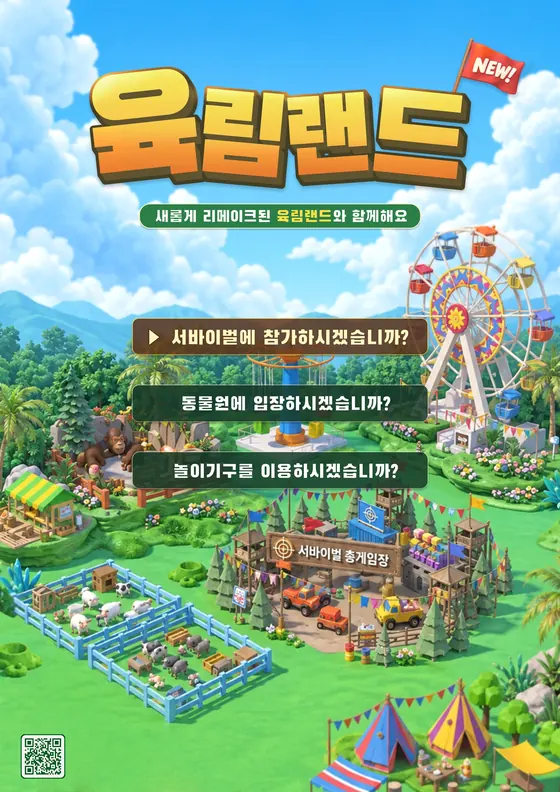 육림랜드
NEW!
새롭게 리메이크된 육림랜드와 함께해요
▶ 서바이벌에 참가하시겠습니까?
동물원에 입장하시겠습니까?
놀이기구를 이용하시겠습니까?
서바이벌 총게임장